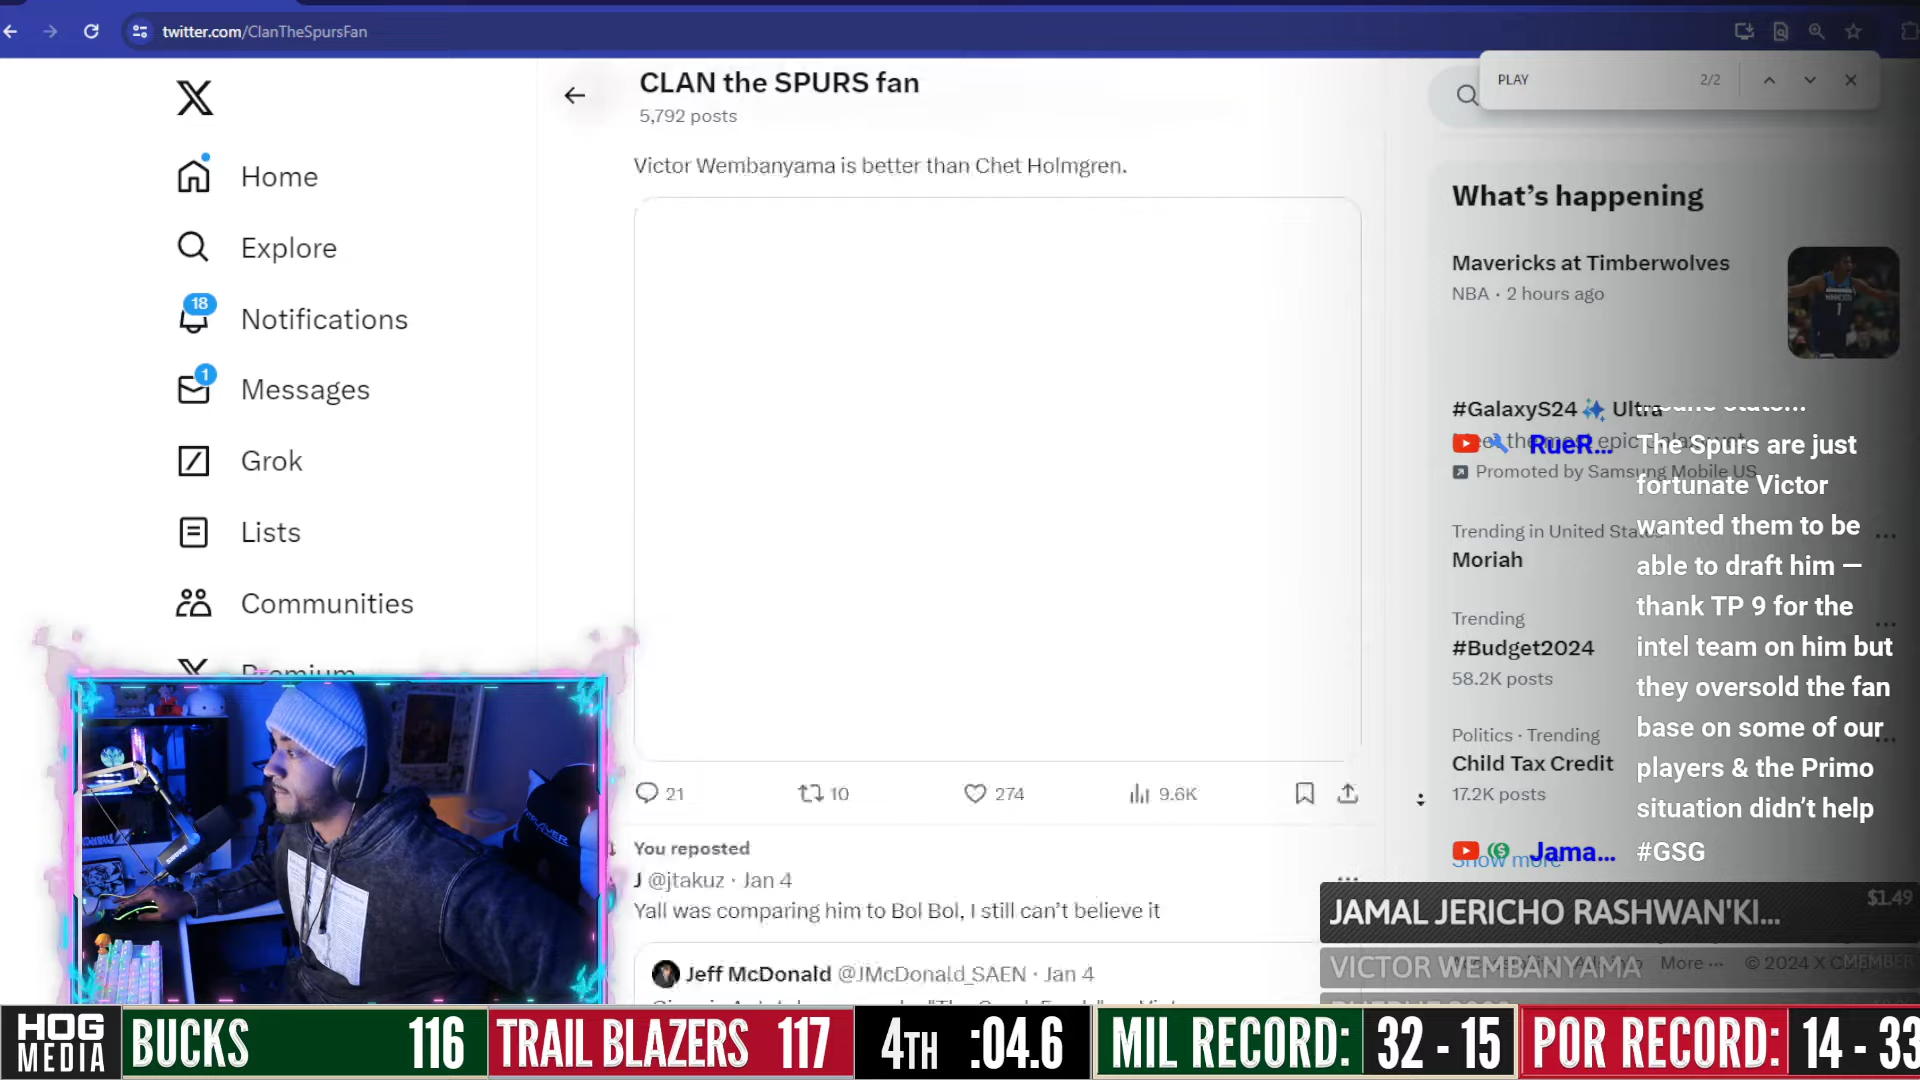 twitter.com/ClanTheSpursFan
PLAY
2/2
CLAN the SPURS fan
5,792 posts
Home
Explore
18
Notifications
1
Messages
Grok
Lists
Communities
Premium
Victor Wembanyama is better than Chet Holmgren.
21
10
274
9.6K
You reposted
J @jtakuz · Jan 4
Yall was comparing him to Bol Bol, I still can't believe it
Jeff McDonald @JMcDonald_SAEN · Jan 4
What's happening
Mavericks at Timberwolves
NBA · 2 hours ago
#GalaxyS24 Ultra
Promoted by Samsung Mobile US
Trending in United States
Moriah
Trending
#Budget2024
58.2K posts
Politics · Trending
Child Tax Credit
17.2K posts
Show more
RueR...
The Spurs are just
fortunate Victor
wanted them to be
able to draft him —
thank TP 9 for the
intel team on him but
they oversold the fan
base on some of our
players & the Primo
situation didn't help
Jama...
#GSG
JAMAL JERICHO RASHWAN'KI...
$1.49
VICTOR WEMBANYAMA
MEMBER
More ···
© 2024 X Corp.
HOG
MEDIA
BUCKS 116
TRAIL BLAZERS 117
4TH :04.6
MIL RECORD: 32 - 15
POR RECORD: 14 - 33